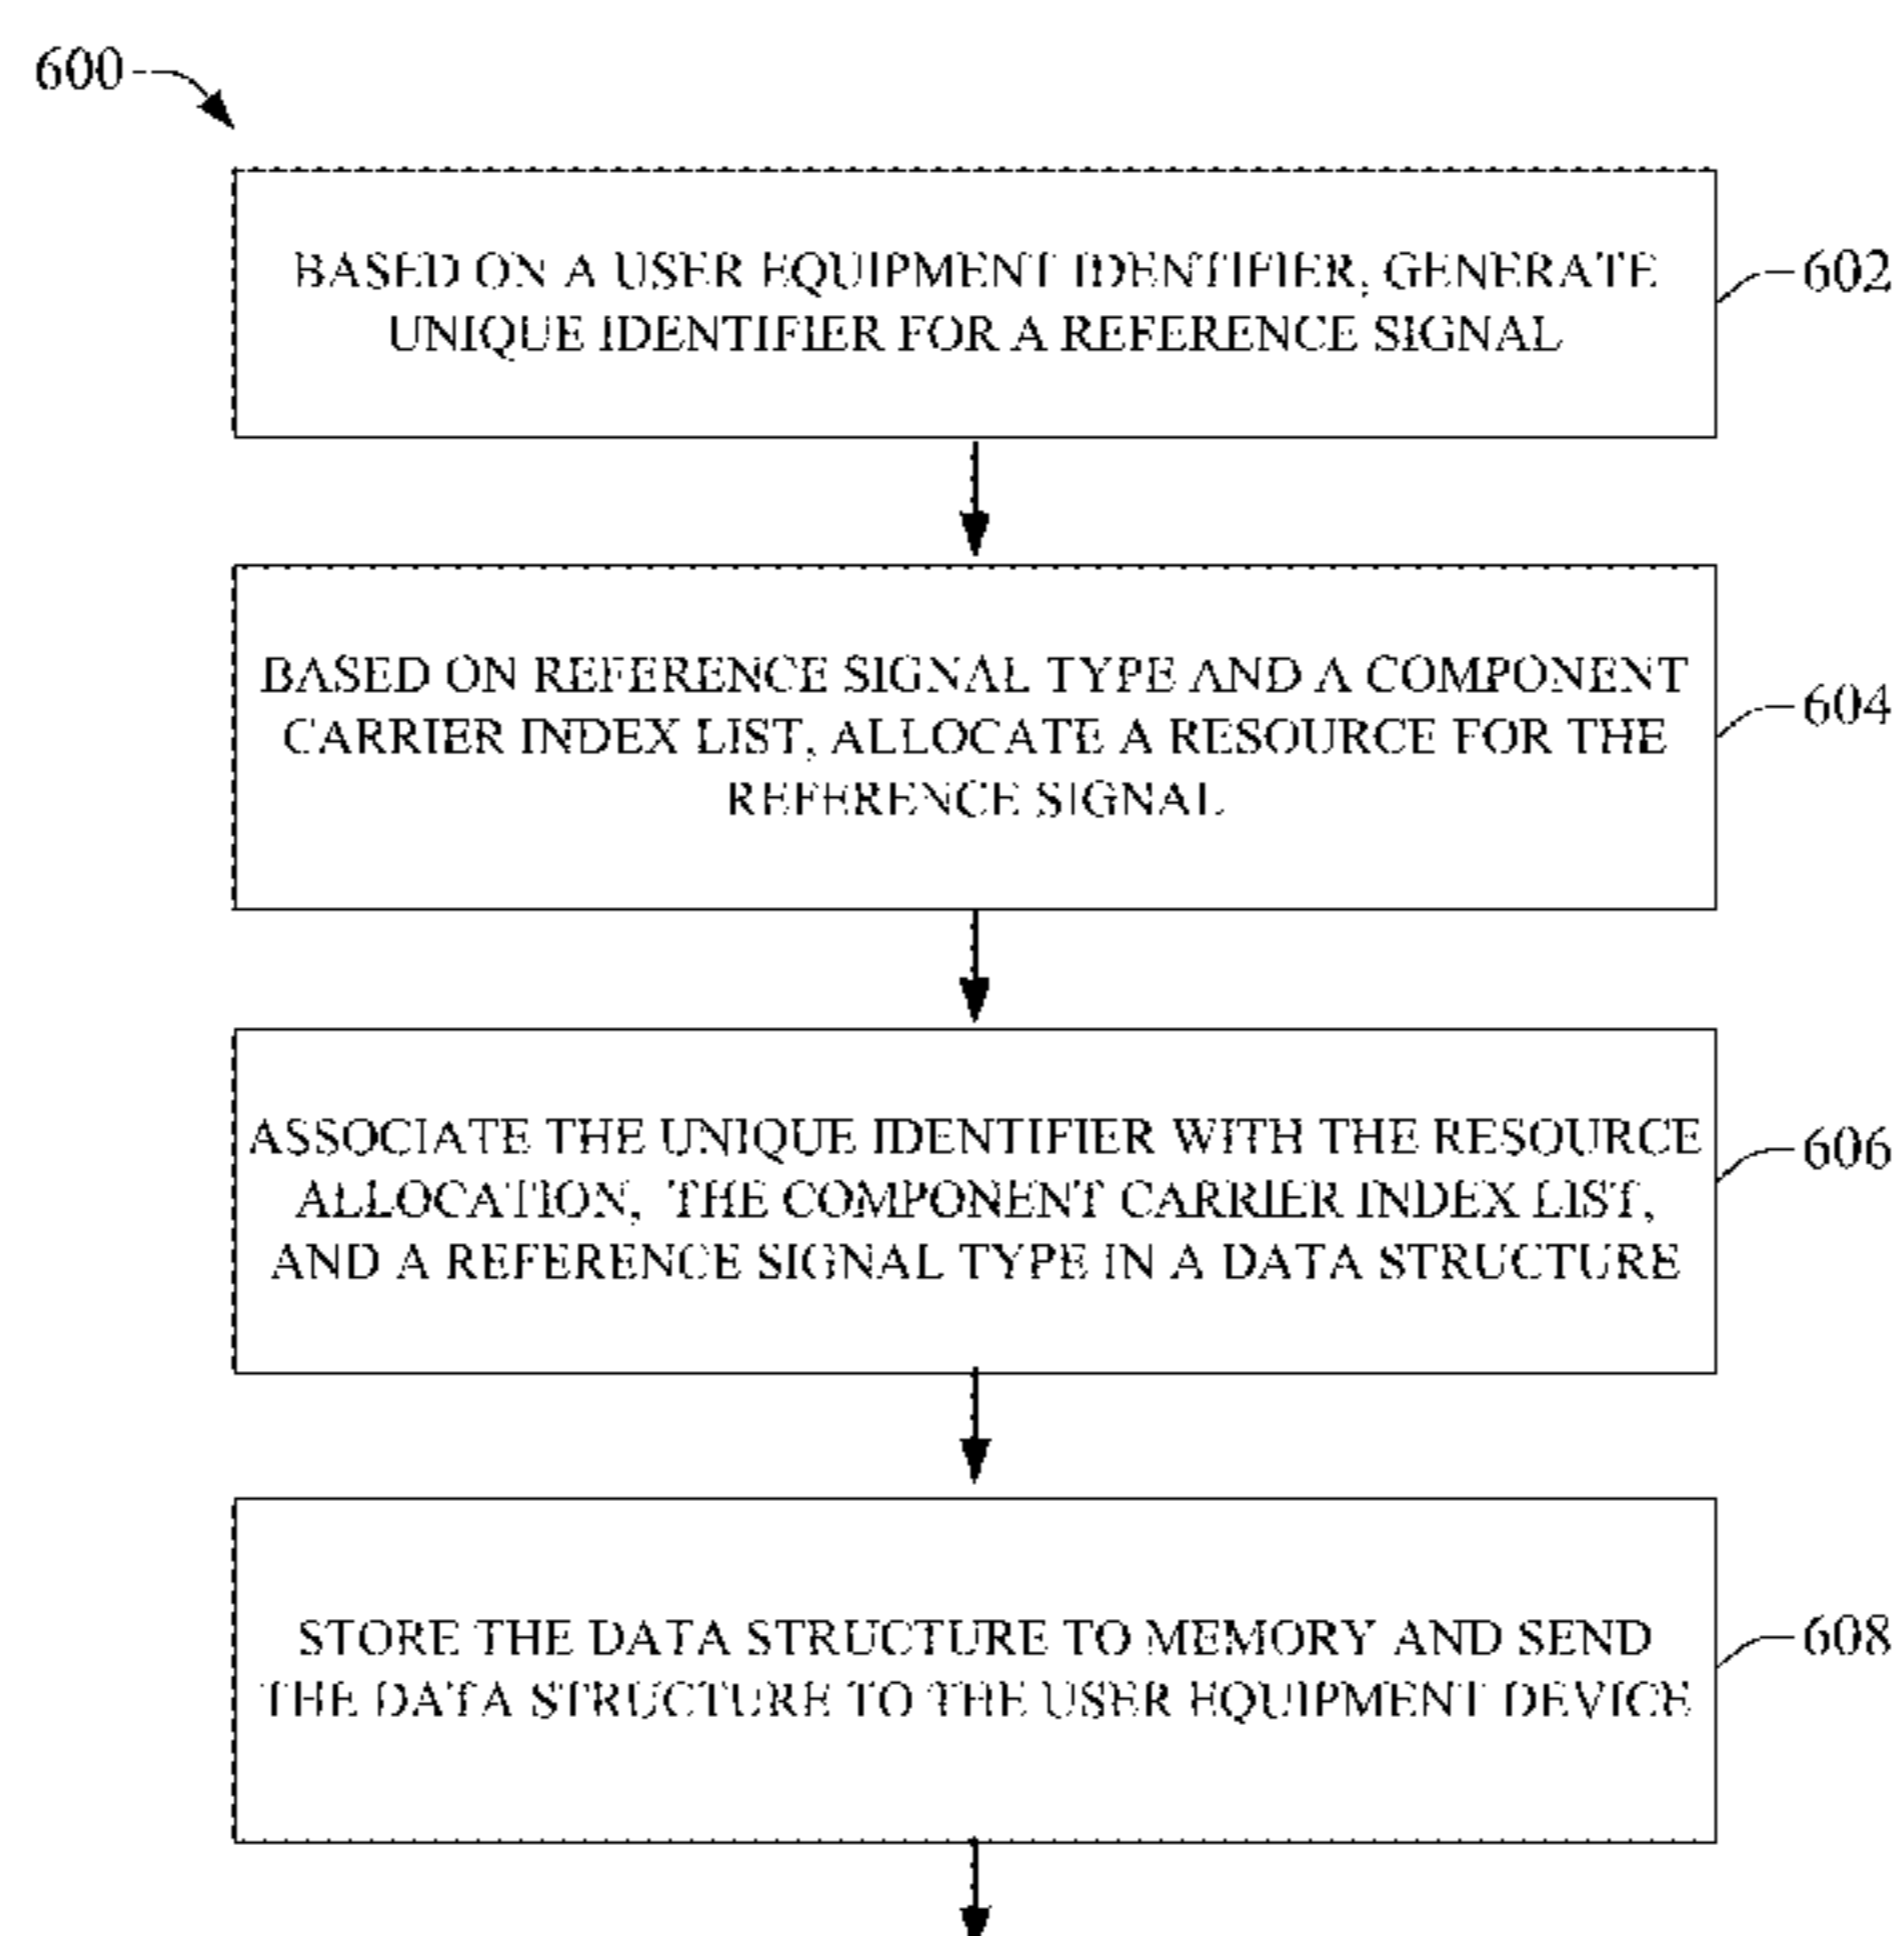 600
BASED ON A USER EQUIPMENT IDENTIFIER, GENERATE
UNIQUE IDENTIFIER FOR A REFERENCE SIGNAL
602
BASED ON REFERENCE SIGNAL TYPE AND A COMPONENT
CARRIER INDEX LIST, ALLOCATE A RESOURCE FOR THE
REFERENCE SIGNAL
604
ASSOCIATE THE UNIQUE IDENTIFIER WITH THE RESOURCE
ALLOCATION, THE COMPONENT CARRIER INDEX LIST,
AND A REFERENCE SIGNAL TYPE IN A DATA STRUCTURE
606
STORE THE DATA STRUCTURE TO MEMORY AND SEND
THE DATA STRUCTURE TO THE USER EQUIPMENT DEVICE
608